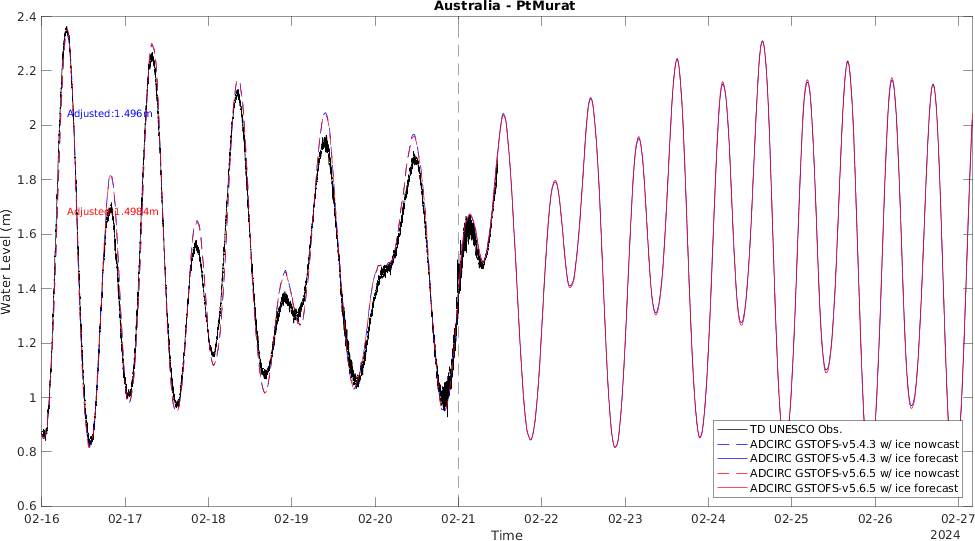 Australia - PtMurat
2.4
2.2
2
1.8
1.6
1.4
1.2
1
0.8
0.6
Water Level (m)
Adjusted:1.496m
Adjusted:1.4984m
TD UNESCO Obs.
ADCIRC GSTOFS-v5.4.3 w/ ice nowcast
ADCIRC GSTOFS-v5.4.3 w/ ice forecast
ADCIRC GSTOFS-v5.6.5 w/ ice nowcast
ADCIRC GSTOFS-v5.6.5 w/ ice forecast
02-16 02-17 02-18 02-19 02-20 02-21 02-22 02-23 02-24 02-25 02-26 02-27
Time
2024